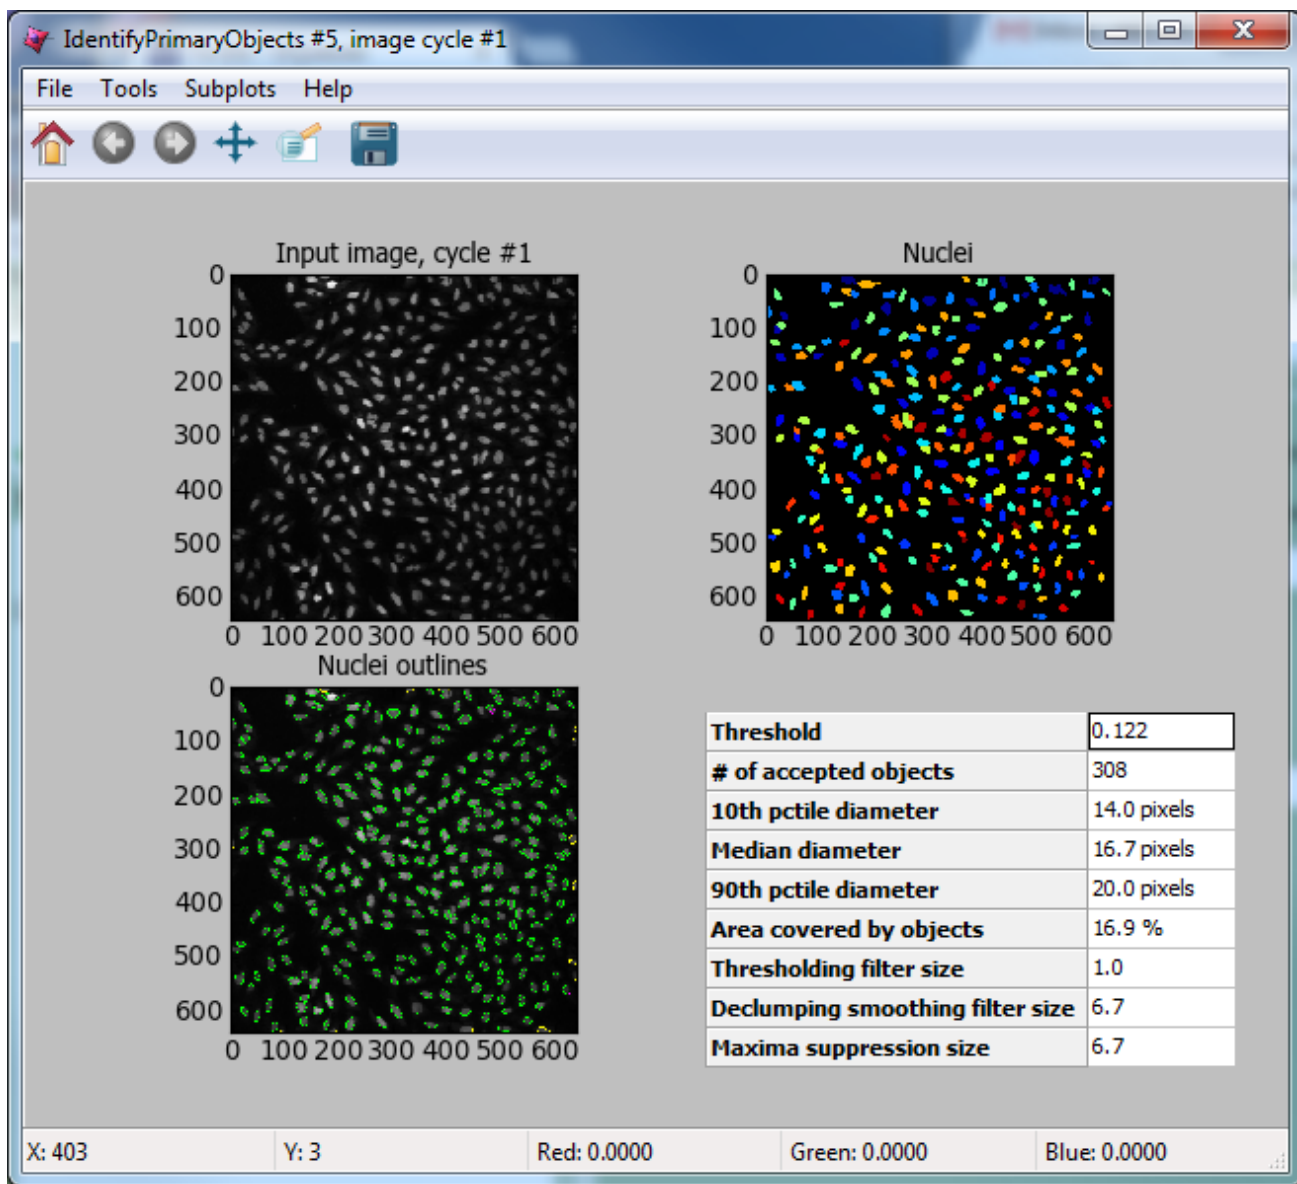 IdentifyPrimaryObjects #5, image cycle #1
File Tools Subplots Help
Input image, cycle #1
0
100
200
300
400
500
600
0 100 200 300 400 500 600
Nuclei
0
100
200
300
400
500
600
0 100 200 300 400 500 600
Nuclei outlines
0
100
200
300
400
500
600
0 100 200 300 400 500 600
Threshold 0.122
# of accepted objects 308
10th pctile diameter 14.0 pixels
Median diameter 16.7 pixels
90th pctile diameter 20.0 pixels
Area covered by objects 16.9 %
Thresholding filter size 1.0
Declumping smoothing filter size 6.7
Maxima suppression size 6.7
X: 403 Y: 3 Red: 0.0000 Green: 0.0000 Blue: 0.0000